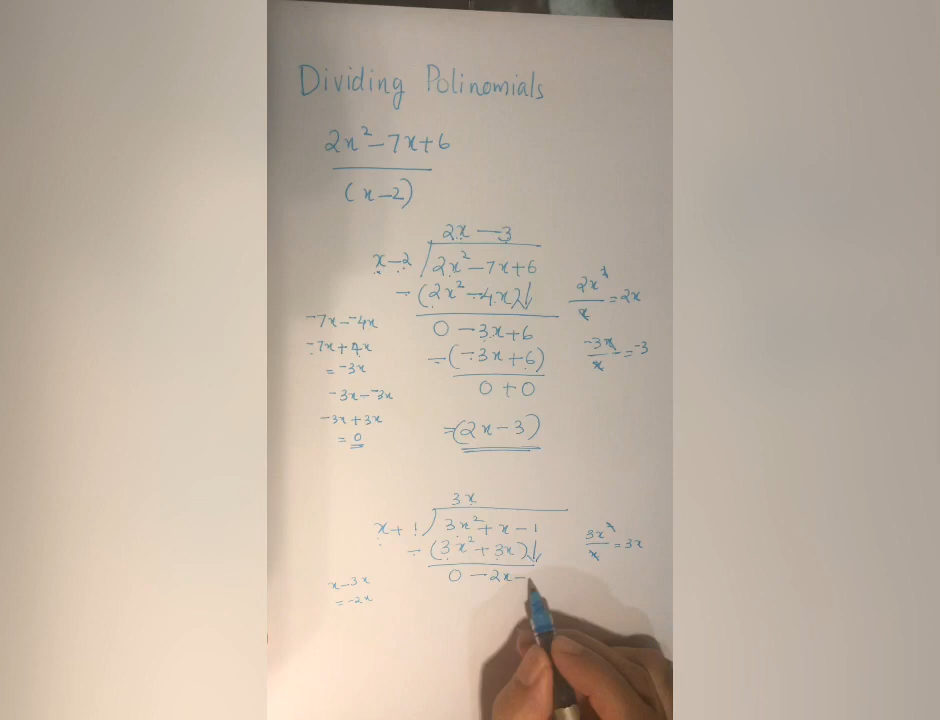 Dividing Polinomials
2x² - 7x + 6
(x - 2)
2x - 3
x - 2 2x² - 7x + 6
- (2x² - 4x)↓
2x² / x = 2x
0 - 3x + 6
-7x - -4x
-7x + 4x
= -3x
- (-3x + 6)
-3x / x = -3
0 + 0
-3x - -3x
-3x + 3x
= 0
= (2x - 3)
3x
x + 1 3x² + x - 1
- (3x² + 3x)↓
3x² / x = 3x
0 - 2x -
x - 3x
= -2x